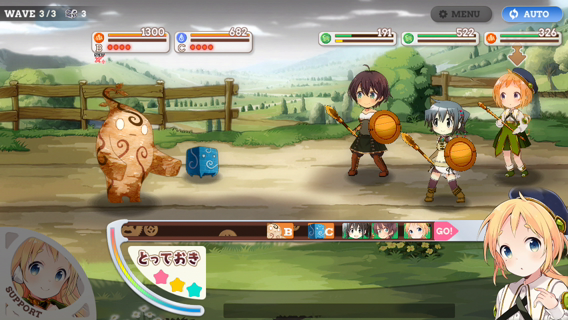 WAVE 3/3 3
MENU
AUTO
1300
682
191
522
326
B
C
B
C
GO!
とっておき
SUPPORT